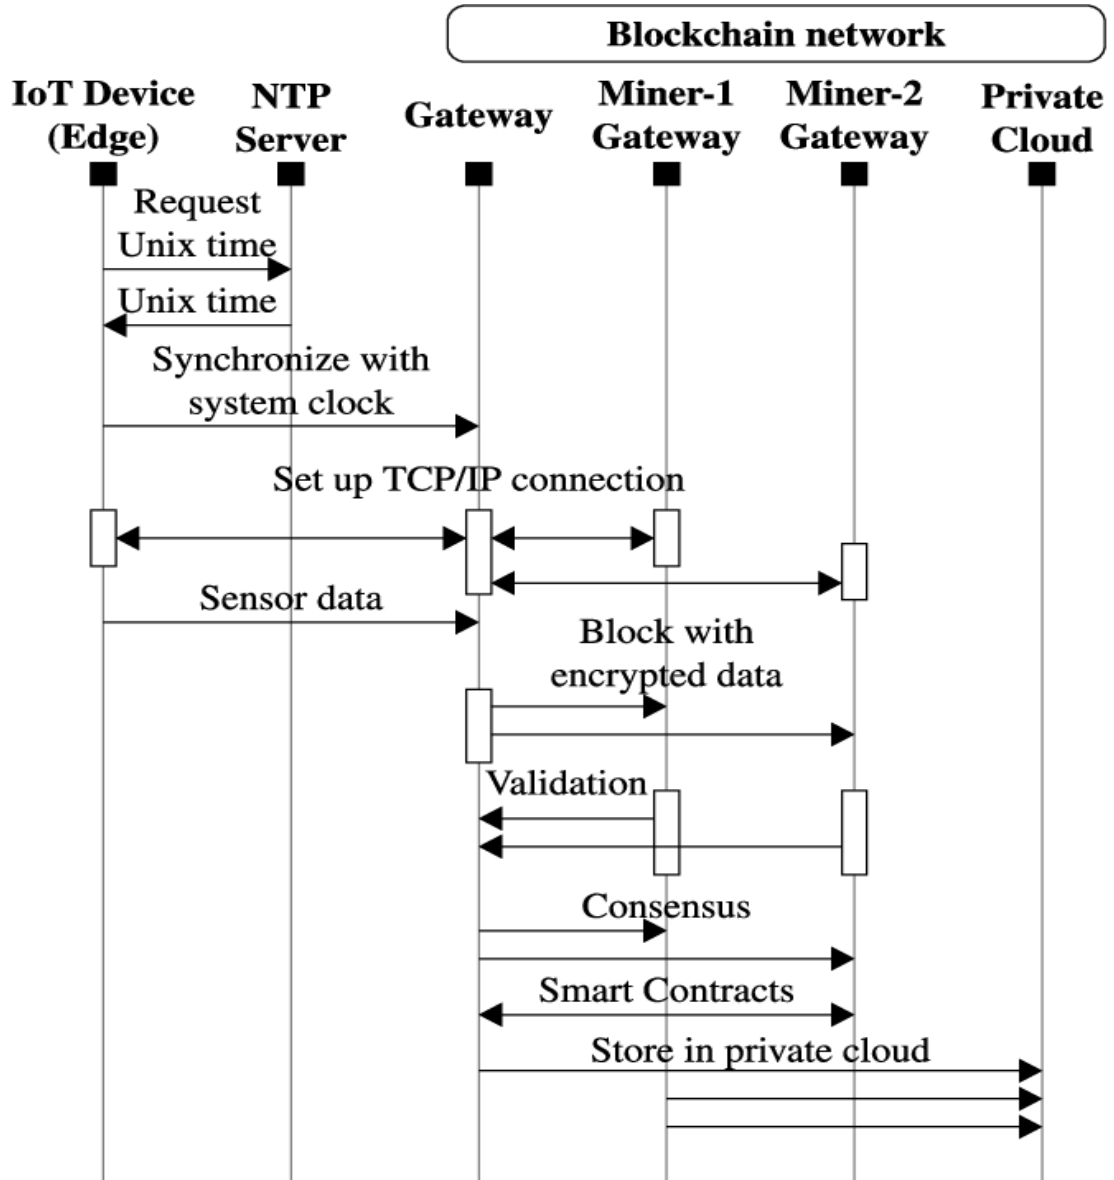 Blockchain network
IoT Device
(Edge)
NTP
Server
Gateway
Miner-1
Gateway
Miner-2
Gateway
Private
Cloud
Request
Unix time
Unix time
Synchronize with
system clock
Set up TCP/IP connection
Sensor data
Block with
encrypted data
Validation
Consensus
Smart Contracts
Store in private cloud